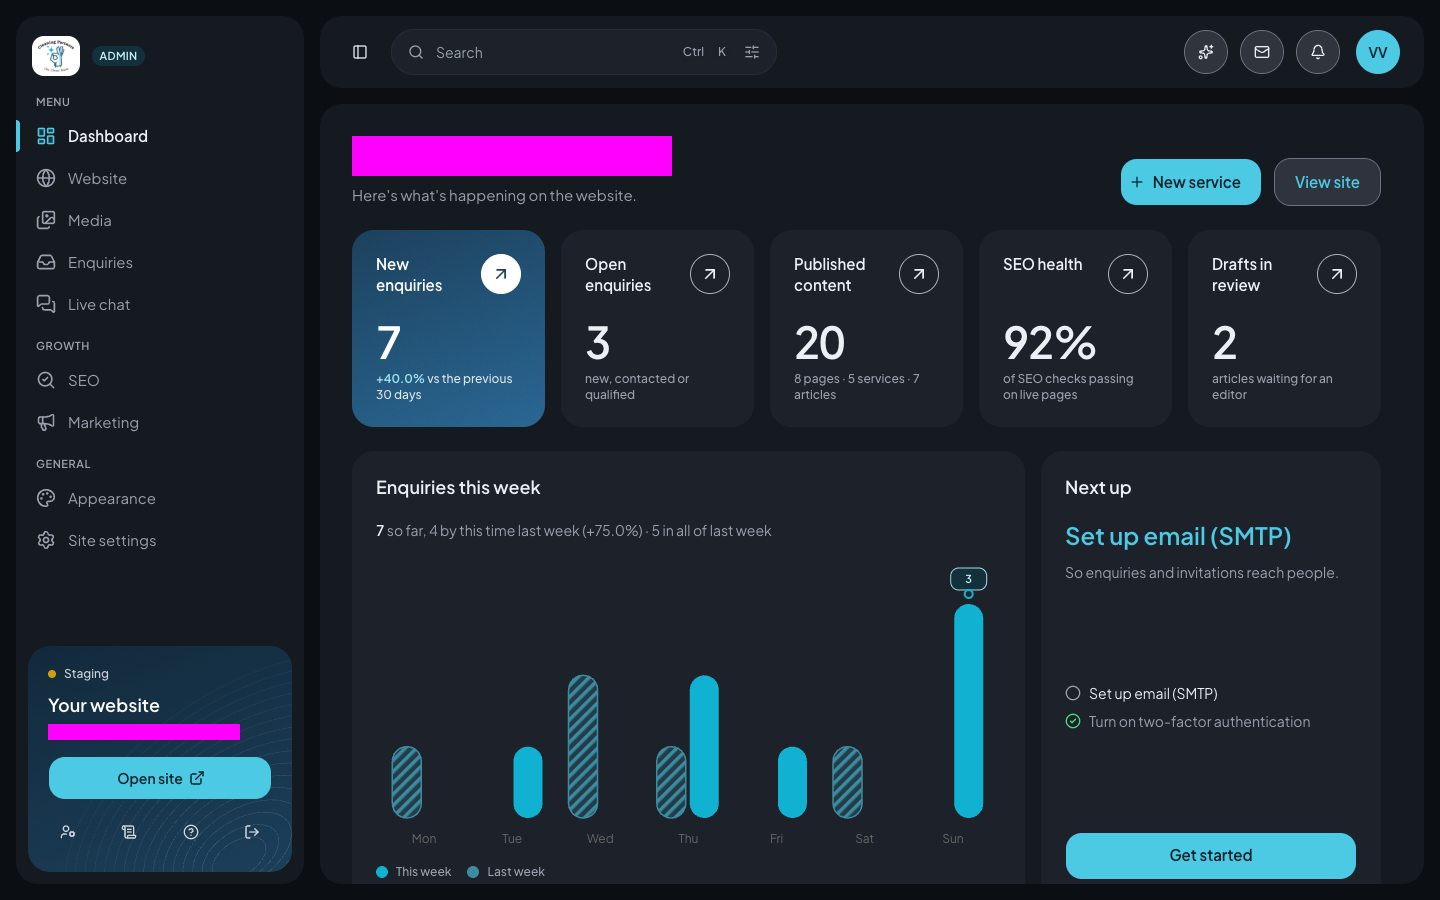 ADMIN
MENU
Dashboard
Website
Media
Enquiries
Live chat
GROWTH
SEO
Marketing
GENERAL
Appearance
Site settings
Staging
Your website
Open site
Search
Ctrl K
VV
Here's what's happening on the website.
New service
View site
New
enquiries
7
+40.0% vs the previous
30 days
Open
enquiries
3
new, contacted or
qualified
Published
content
20
8 pages · 5 services · 7
articles
SEO health
92%
of SEO checks passing
on live pages
Drafts in
review
2
articles waiting for an
editor
Enquiries this week
7 so far, 4 by this time last week (+75.0%) · 5 in all of last week
3
Mon Tue Wed Thu Fri Sat Sun
This week Last week
Next up
Set up email (SMTP)
So enquiries and invitations reach people.
Set up email (SMTP)
Turn on two-factor authentication
Get started